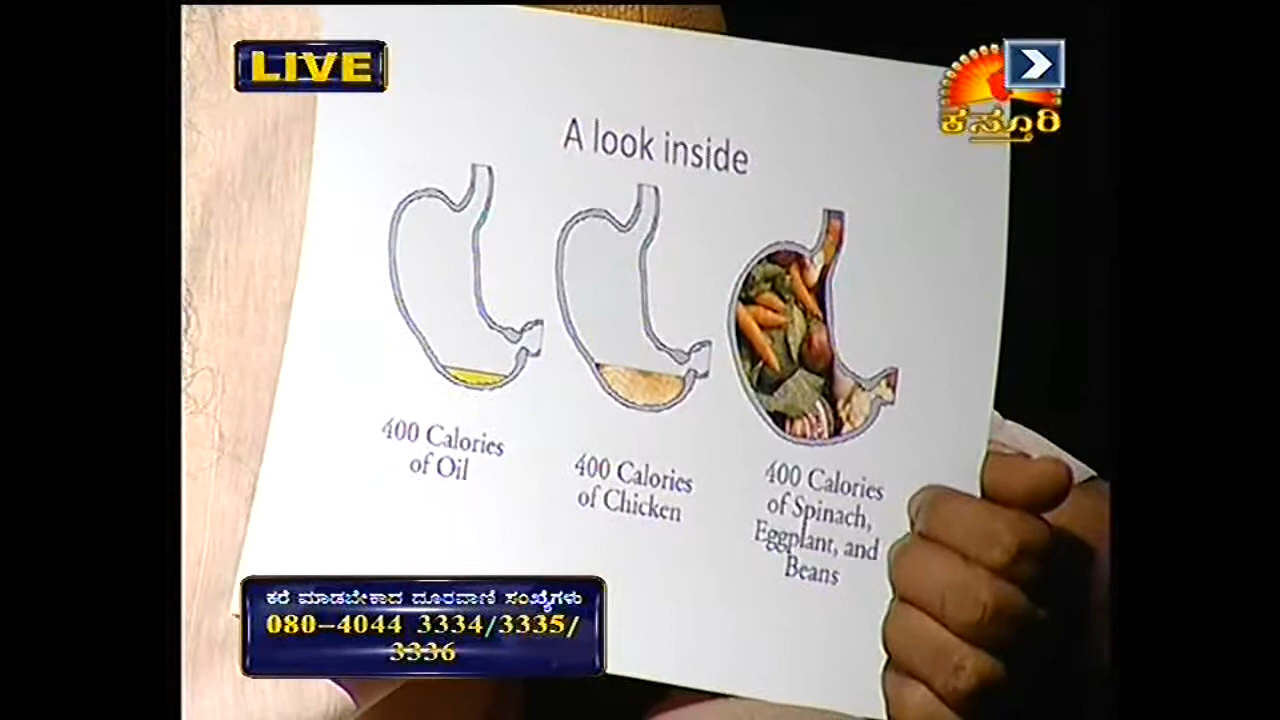 LIVE
ಕಸ್ತೂರಿ
A look inside
400 Calories
of Oil
400 Calories
of Chicken
400 Calories
of Spinach,
Eggplant, and
Beans
ಕರೆ ಮಾಡಬೇಕಾದ ದೂರವಾಣಿ ಸಂಖ್ಯೆಗಳು
080-4044 3334/3335/
3336